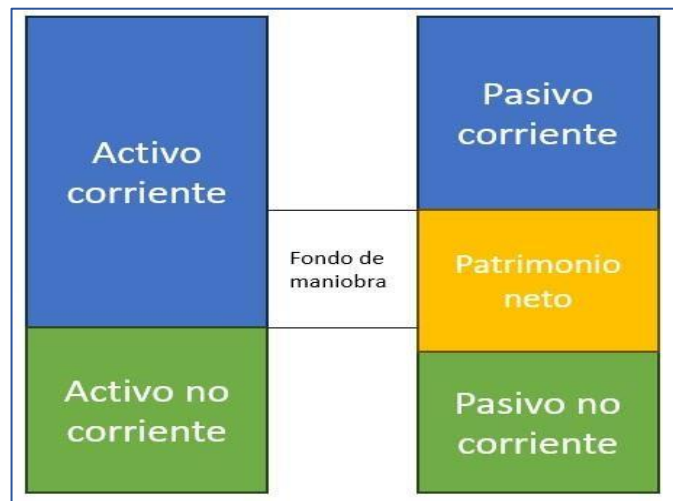 Activo
corriente
Pasivo
corriente
Fondo de
maniobra
Patrimonio
neto
Activo no
corriente
Pasivo no
corriente